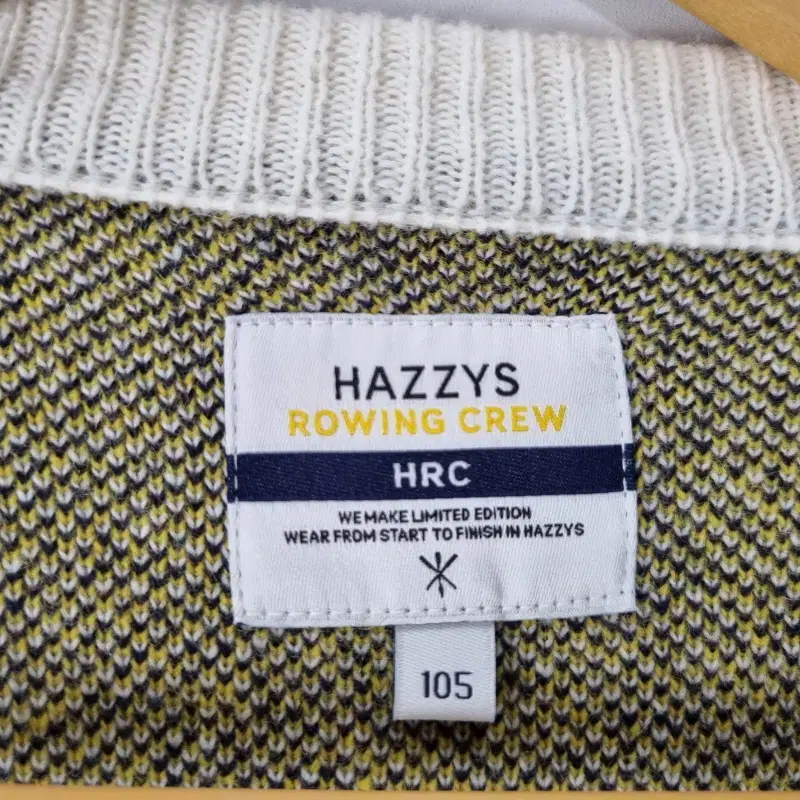 HAZZYS
ROWING CREW
HRC
WE MAKE LIMITED EDITION
WEAR FROM START TO FINISH IN HAZZYS
105